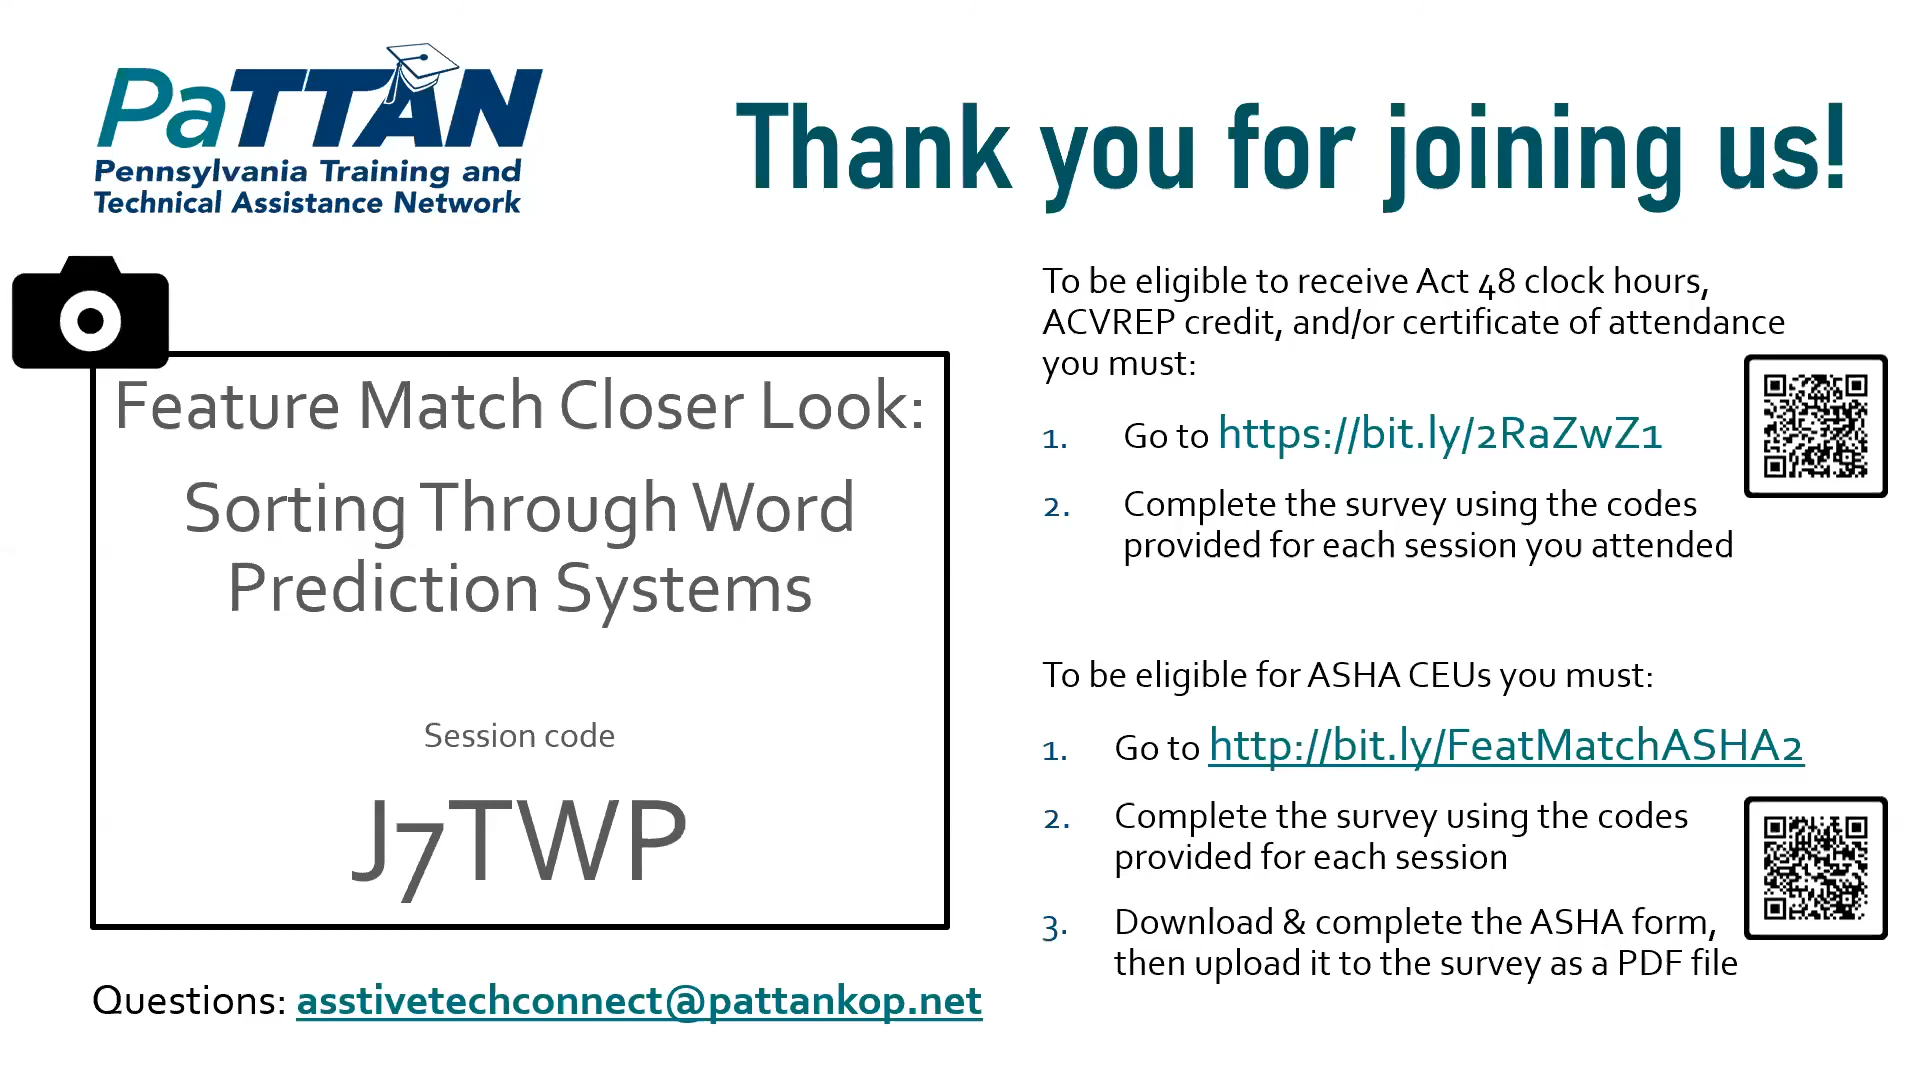 PaTTAN
Pennsylvania Training and
Technical Assistance Network
Thank you for joining us!
Feature Match Closer Look:
Sorting Through Word
Prediction Systems
Session code
J7TWP
Questions: asstivetechconnect@pattankop.net
To be eligible to receive Act 48 clock hours,
ACVREP credit, and/or certificate of attendance
you must:
1. Go to https://bit.ly/2RaZwZ1
2. Complete the survey using the codes
provided for each session you attended
To be eligible for ASHA CEUs you must:
1. Go to http://bit.ly/FeatMatchASHA2
2. Complete the survey using the codes
provided for each session
3. Download & complete the ASHA form,
then upload it to the survey as a PDF file